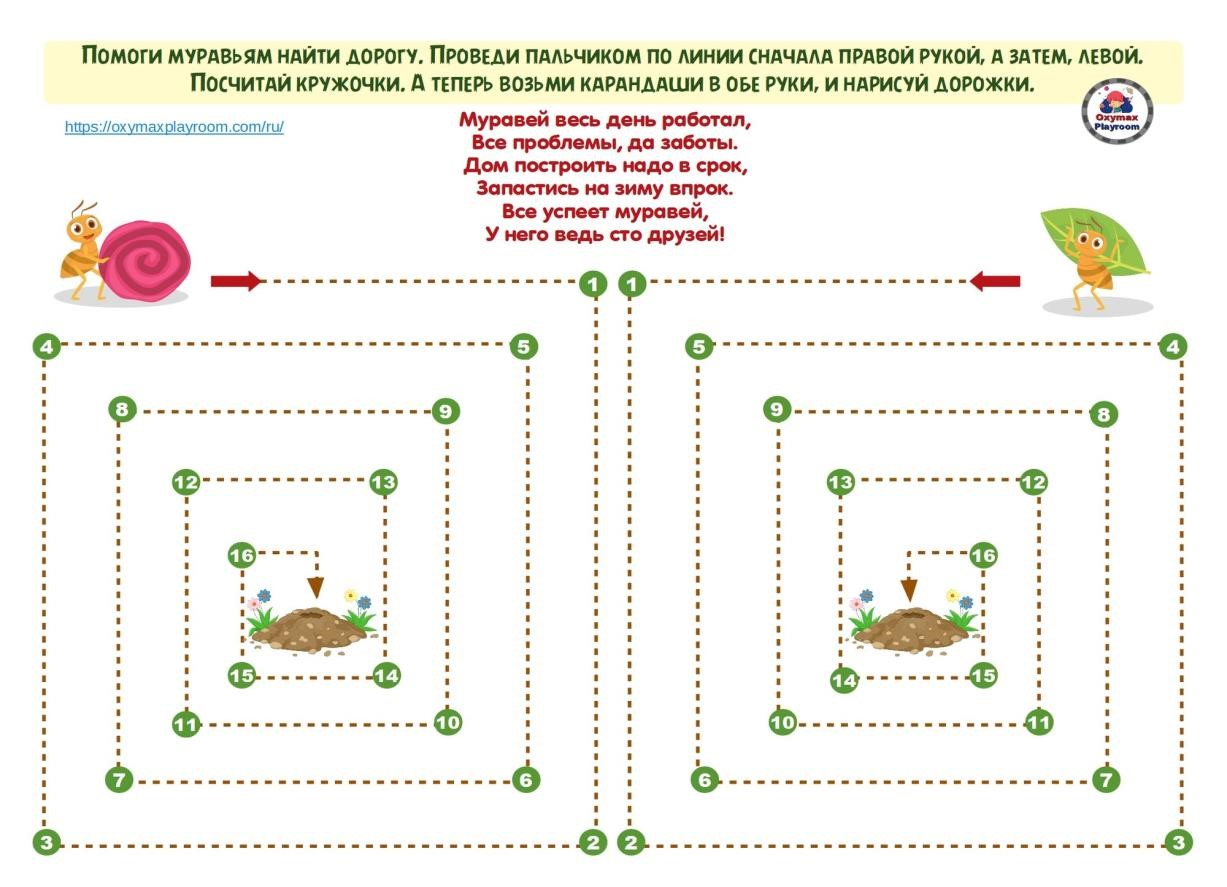 Помоги муравьям найти дорогу. Проведи пальчиком по линии сначала правой рукой, а затем, левой.
Посчитай кружочки. А теперь возьми карандаши в обе руки, и нарисуй дорожки.
https://oxymaxplayroom.com/ru/
Oxymax
Playroom
Муравей весь день работал,
Все проблемы, да заботы.
Дом построить надо в срок,
Запастись на зиму впрок.
Все успеет муравей,
У него ведь сто друзей!
1 1
4 5 5 4
8 9 9 8
12 13 13 12
16 16
15 14 14 15
11 10 10 11
7 6 6 7
3 2 2 3